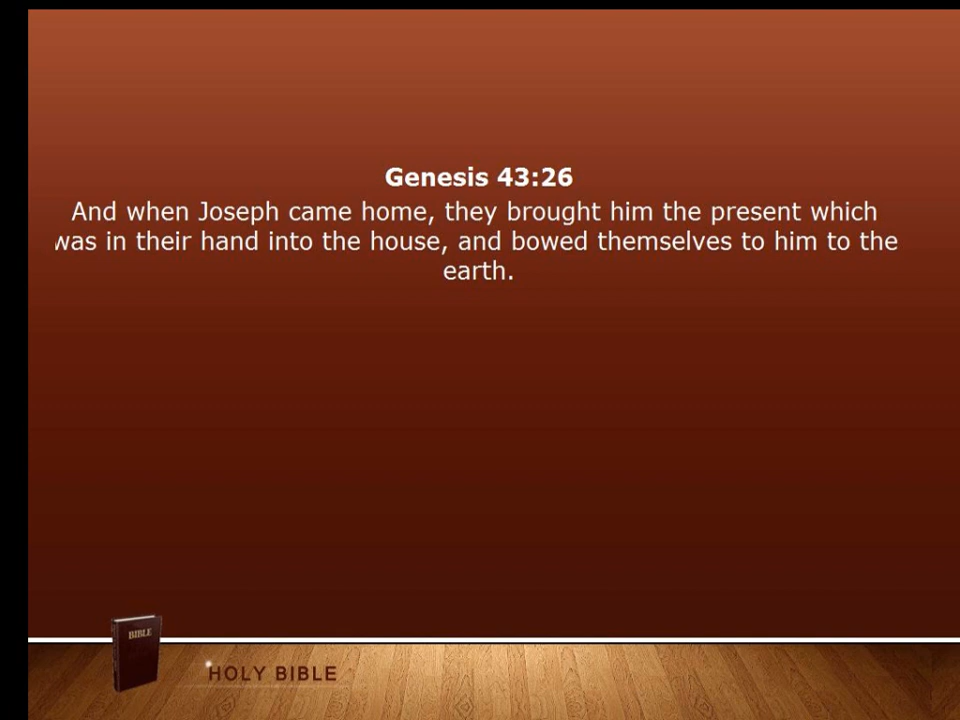 Genesis 43:26
And when Joseph came home, they brought him the present which
was in their hand into the house, and bowed themselves to him to the
earth.
BIBLE
HOLY BIBLE